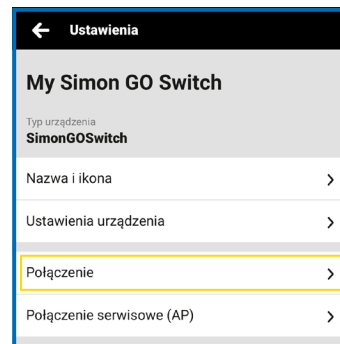 Ustawienia
My Simon GO Switch
Typ urządzenia
SimonGOSwitch
Nazwa i ikona
Ustawienia urządzenia
Połączenie
Połączenie serwisowe (AP)